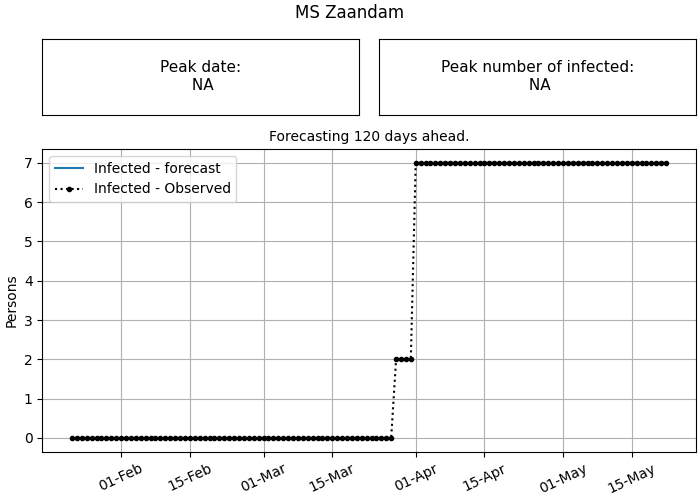 MS Zaandam
Peak date:
NA
Peak number of infected:
NA
Forecasting 120 days ahead.
Infected - forecast
Infected - Observed
Persons
7
6
5
4
3
2
1
0
01-Feb
15-Feb
01-Mar
15-Mar
01-Apr
15-Apr
01-May
15-May